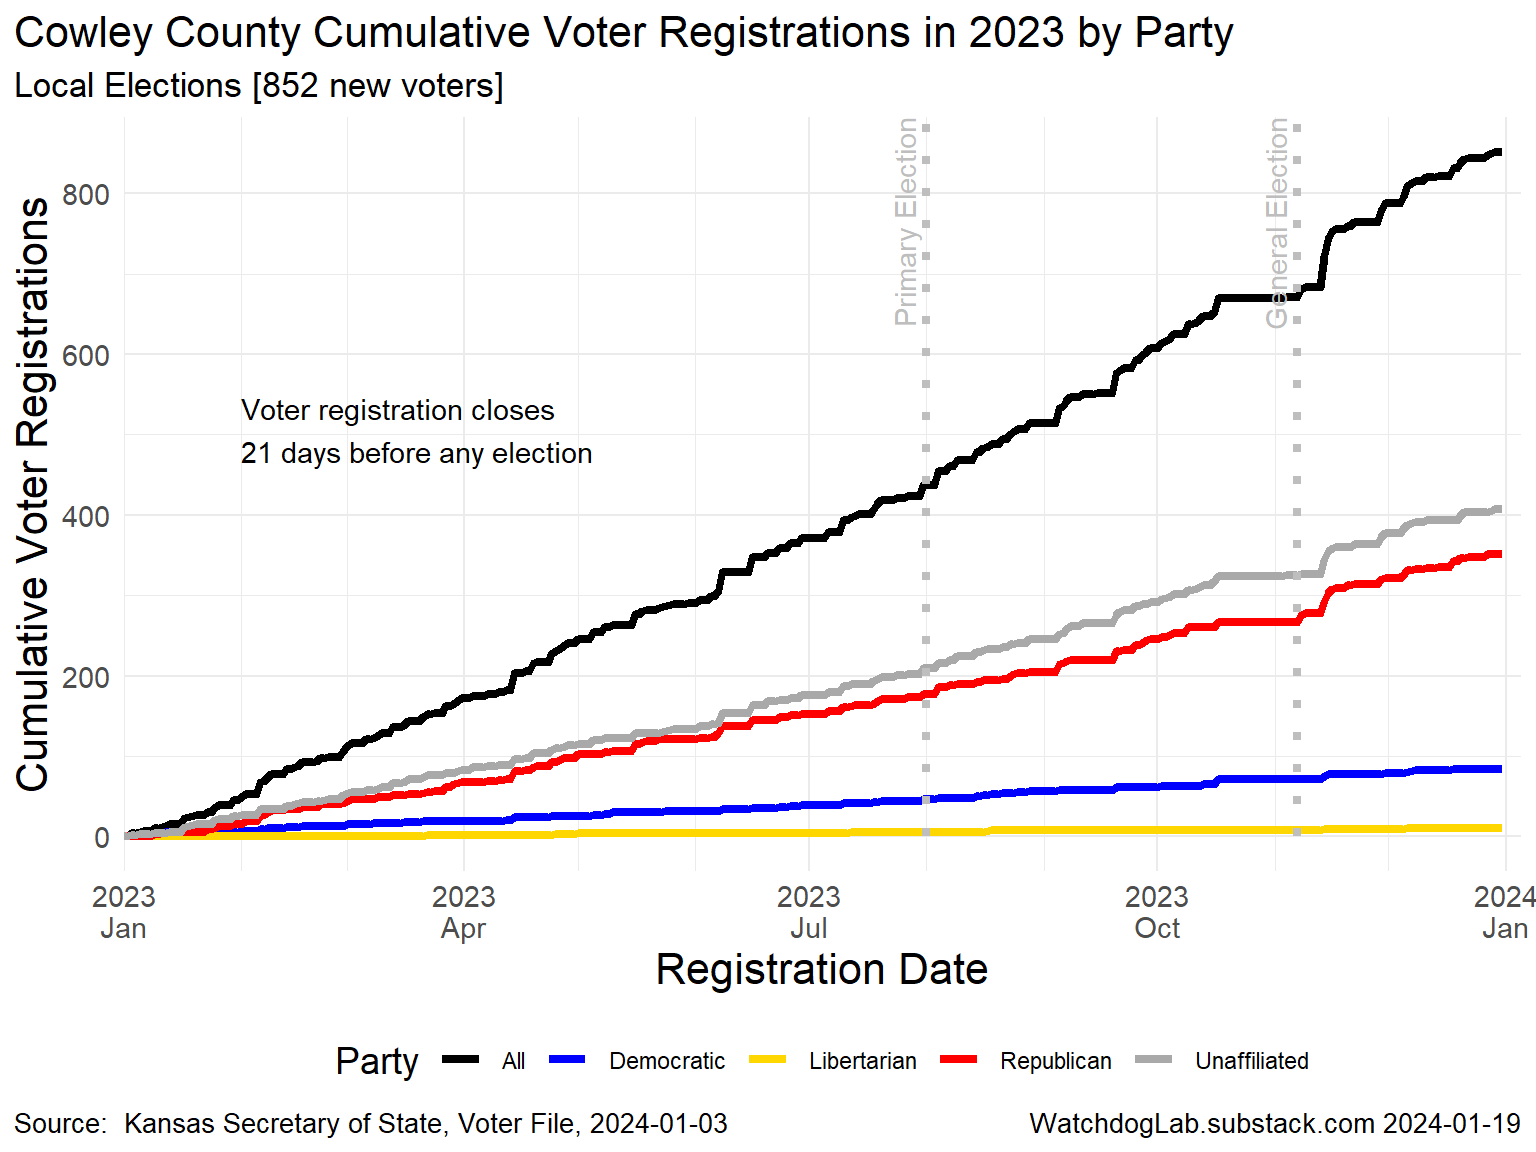 Cowley County Cumulative Voter Registrations in 2023 by Party
Local Elections [852 new voters]
Cumulative Voter Registrations
800
600
400
200
0
Primary Election
General Election
Voter registration closes
21 days before any election
2023 2023 2023 2023 2024
Jan Apr Jul Oct Jan
Registration Date
Party All Democratic Libertarian Republican Unaffiliated
Source:  Kansas Secretary of State, Voter File, 2024-01-03
WatchdogLab.substack.com 2024-01-19